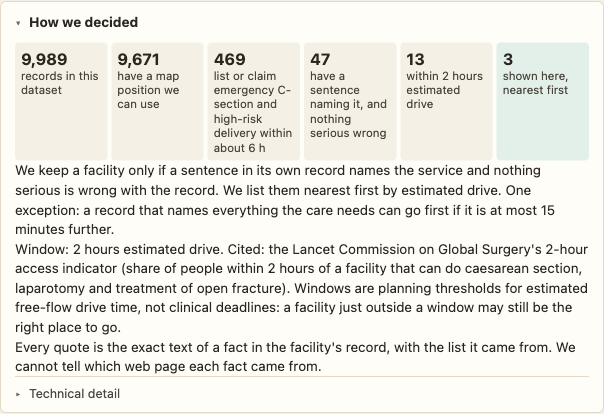 How we decided
9,989
records in this
dataset
9,671
have a map
position we
can use
469
list or claim
emergency C-
section and
high-risk
delivery within
about 6 h
47
have a
sentence
naming it, and
nothing
serious wrong
13
within 2 hours
estimated
drive
3
shown here,
nearest first
We keep a facility only if a sentence in its own record names the service and nothing
serious is wrong with the record. We list them nearest first by estimated drive. One
exception: a record that names everything the care needs can go first if it is at most 15
minutes further.
Window: 2 hours estimated drive. Cited: the Lancet Commission on Global Surgery's 2-hour
access indicator (share of people within 2 hours of a facility that can do caesarean section,
laparotomy and treatment of open fracture). Windows are planning thresholds for estimated
free-flow drive time, not clinical deadlines: a facility just outside a window may still be the
right place to go.
Every quote is the exact text of a fact in the facility's record, with the list it came from. We
cannot tell which web page each fact came from.
Technical detail